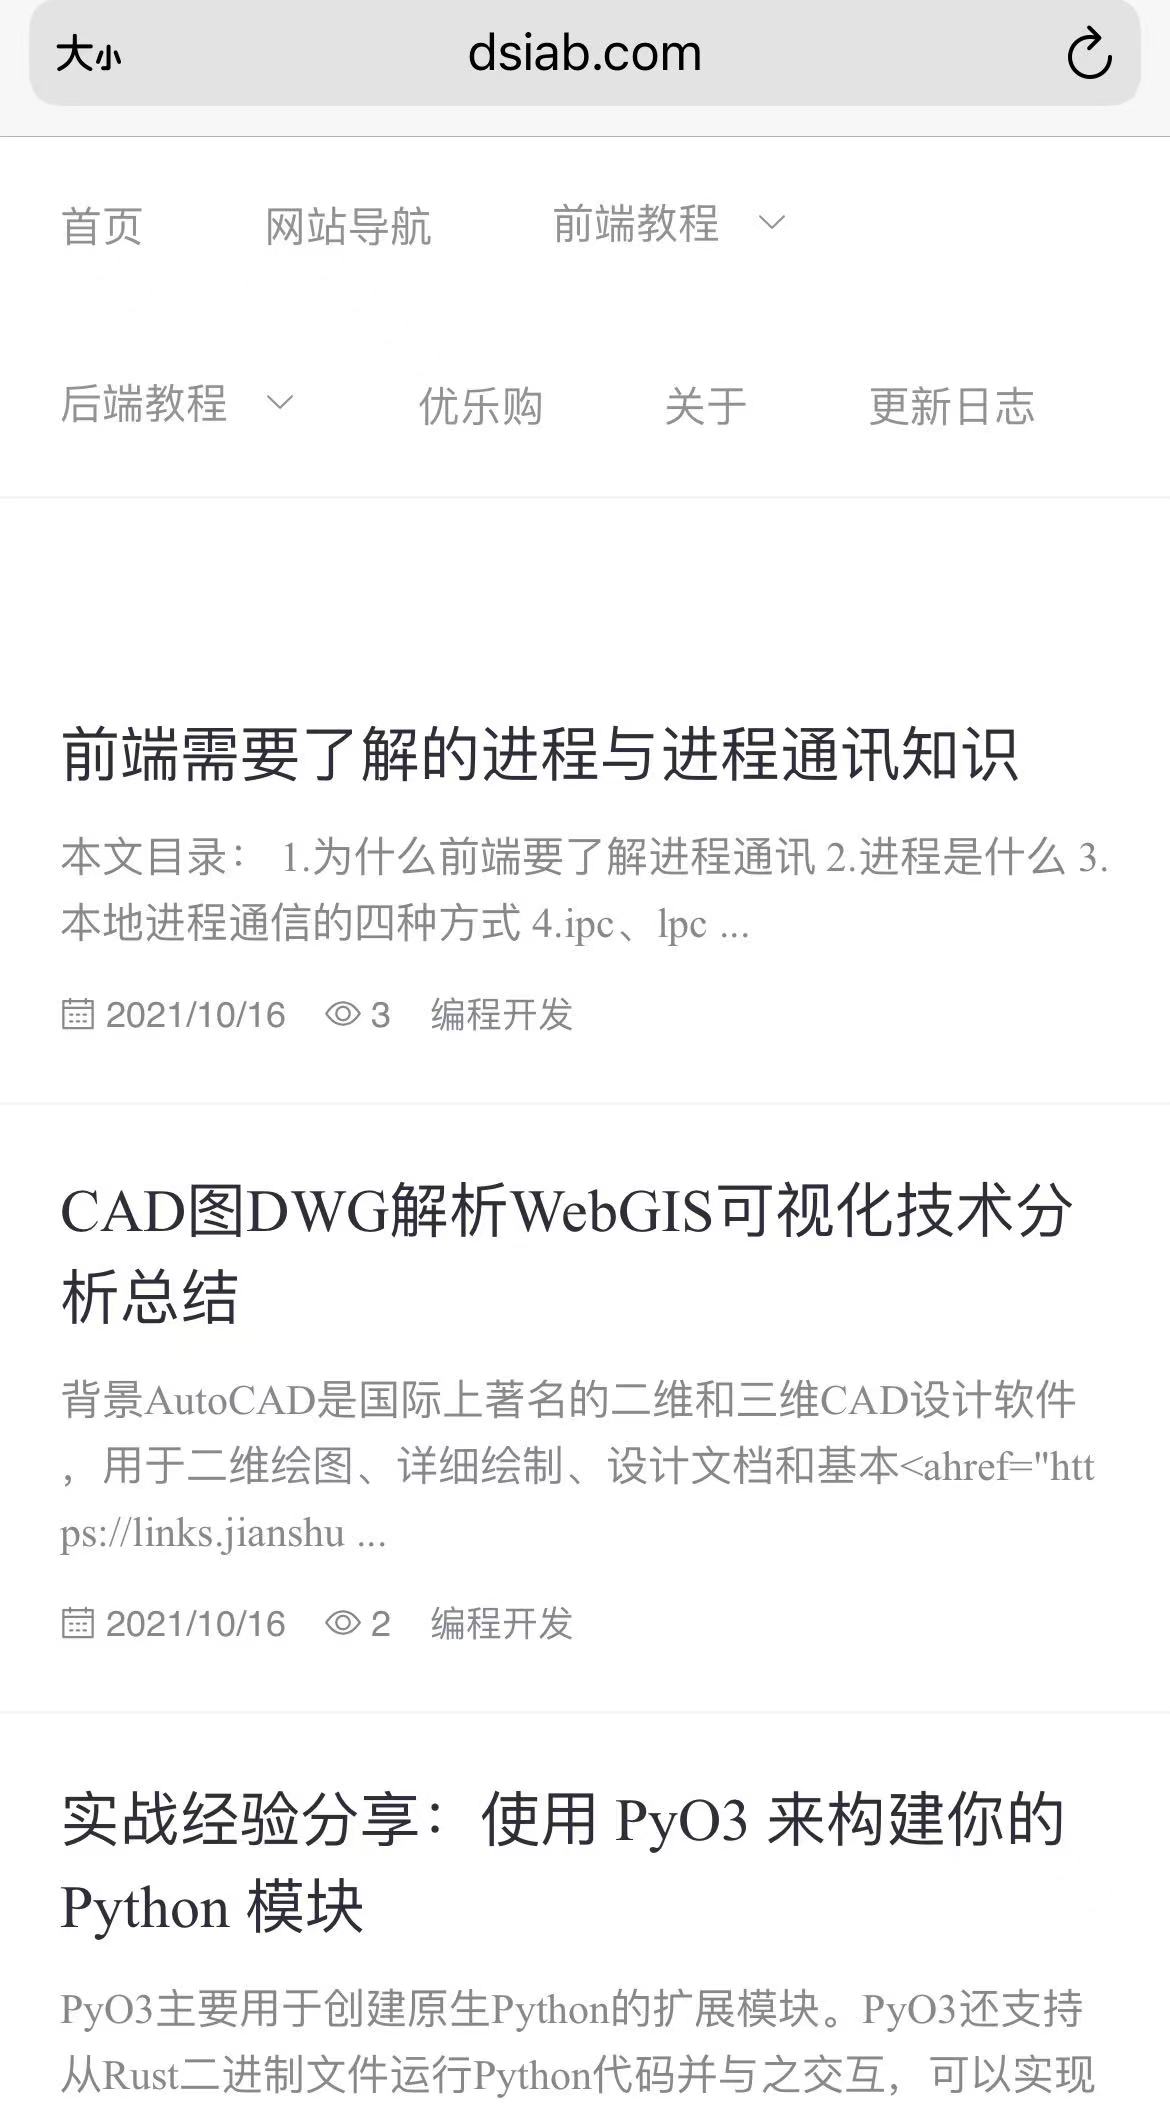 大小 dsiab.com
首页 网站导航 前端教程
后端教程 优乐购 关于 更新日志
前端需要了解的进程与进程通讯知识
本文目录： 1.为什么前端要了解进程通讯 2.进程是什么 3.
本地进程通信的四种方式 4.ipc、lpc ...
2021/10/16 3 编程开发
CAD图DWG解析WebGIS可视化技术分
析总结
背景AutoCAD是国际上著名的二维和三维CAD设计软件
，用于二维绘图、详细绘制、设计文档和基本<ahref="htt
ps://links.jianshu ...
2021/10/16 2 编程开发
实战经验分享：使用 PyO3 来构建你的
Python 模块
PyO3主要用于创建原生Python的扩展模块。PyO3还支持
从Rust二进制文件运行Python代码并与之交互，可以实现